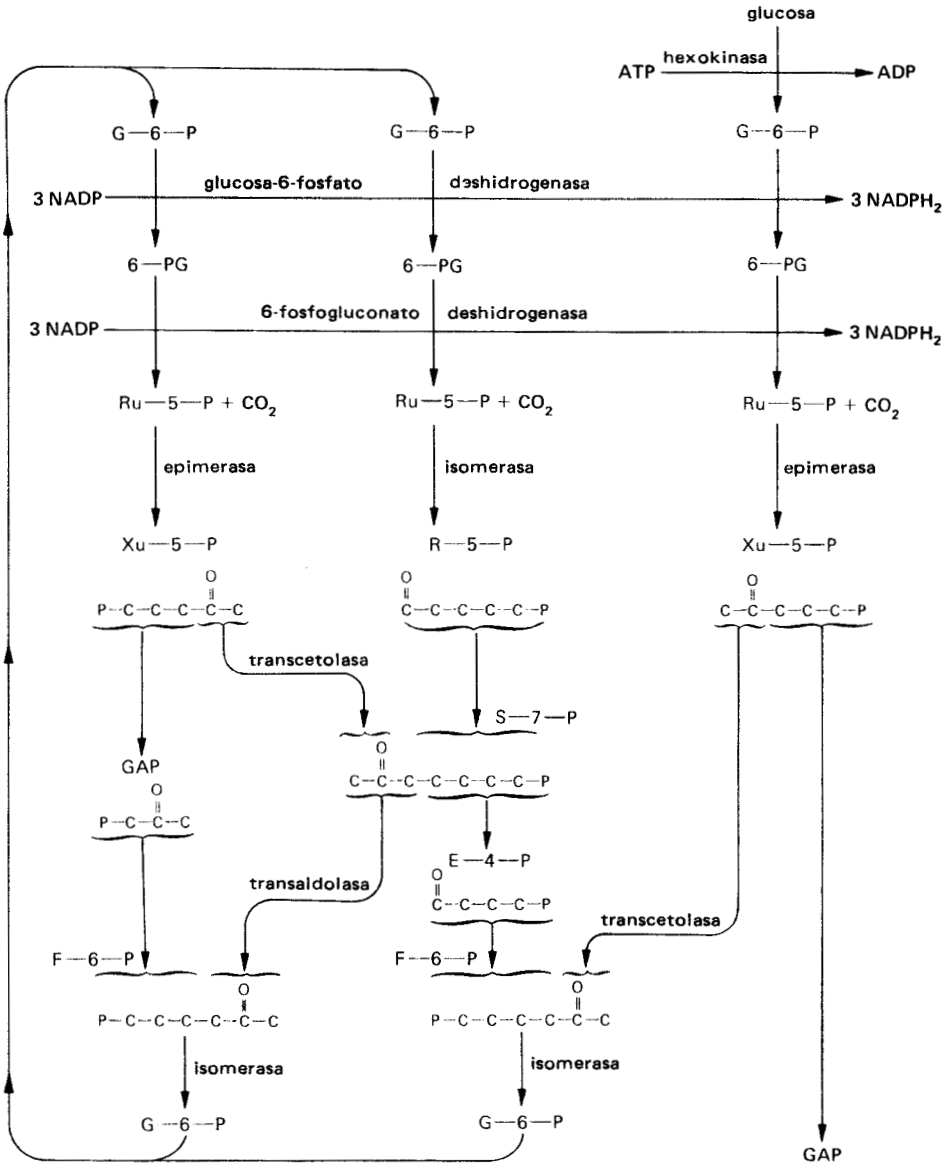 glucosa
hexokinasa
ATP ADP
G—6—P G—6—P G—6—P
glucosa-6-fosfato deshidrogenasa
3 NADP 3 NADPH₂
6—PG 6—PG 6—PG
6-fosfogluconato deshidrogenasa
3 NADP 3 NADPH₂
Ru—5—P + CO₂ Ru—5—P + CO₂ Ru—5—P + CO₂
epimerasa isomerasa epimerasa
Xu—5—P R—5—P Xu—5—P
O O O
P-C-C-C-C-C C-C-C-C-C-P C-C-C-C-C-P
transcetolasa
S—7—P
GAP O
O C-C-C-C-C-C-C-P
P-C-C-C
E—4—P
O
transaldolasa C-C-C-C-P transcetolasa
F—6—P F—6—P
O O
P-C-C-C-C-C-C P-C-C-C-C-C-C
isomerasa isomerasa
G—6—P G—6—P
GAP